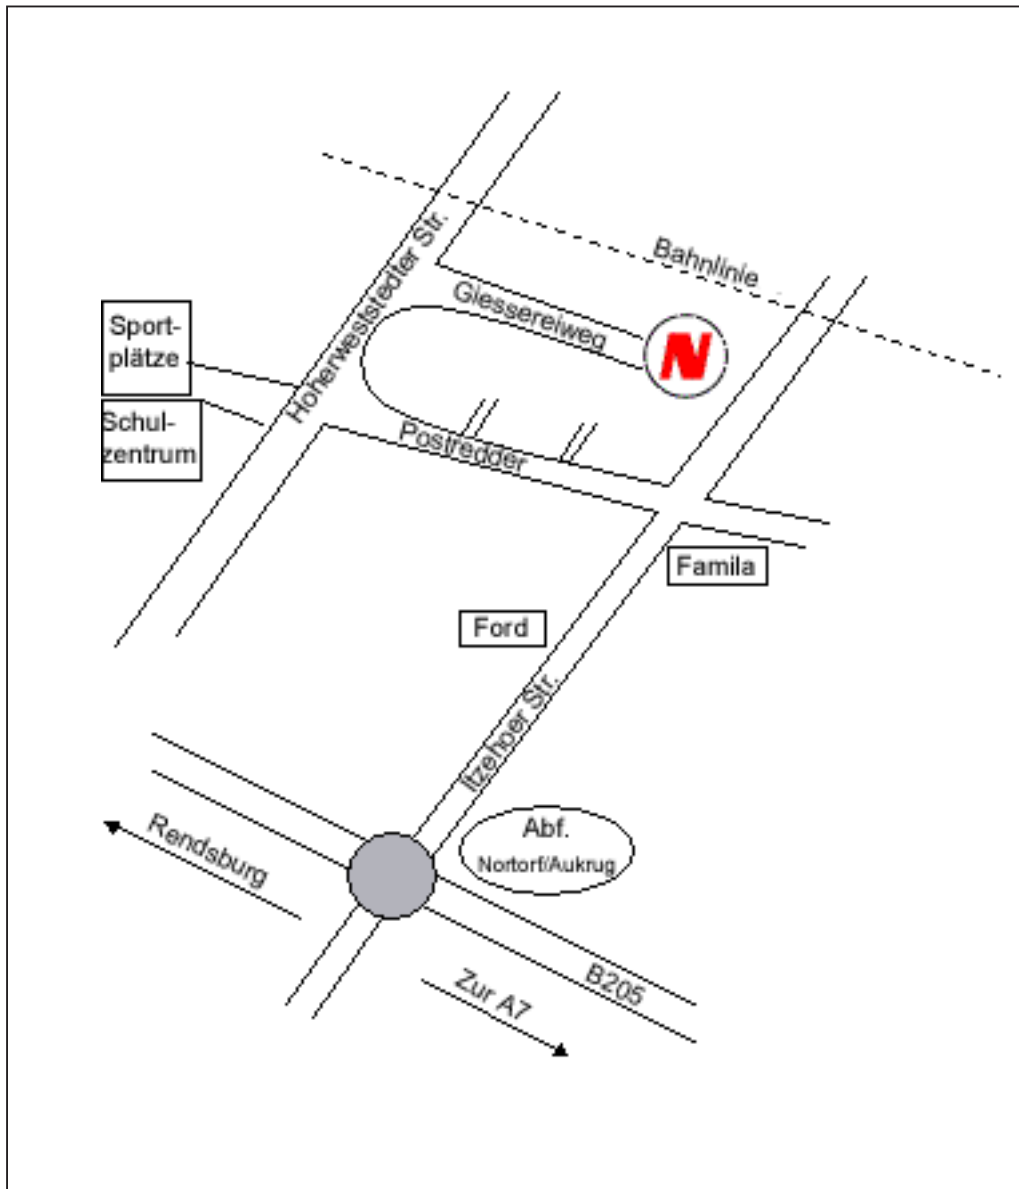 Bahnlinie
Hoherweststedter Str.
Giessereiweg
Sport-
plätze
N
Schul-
zentrum
Postredder
Famila
Ford
Itzehoer Str.
Abf.
Nortorf/Aukrug
Rendsburg
B205
Zur A7